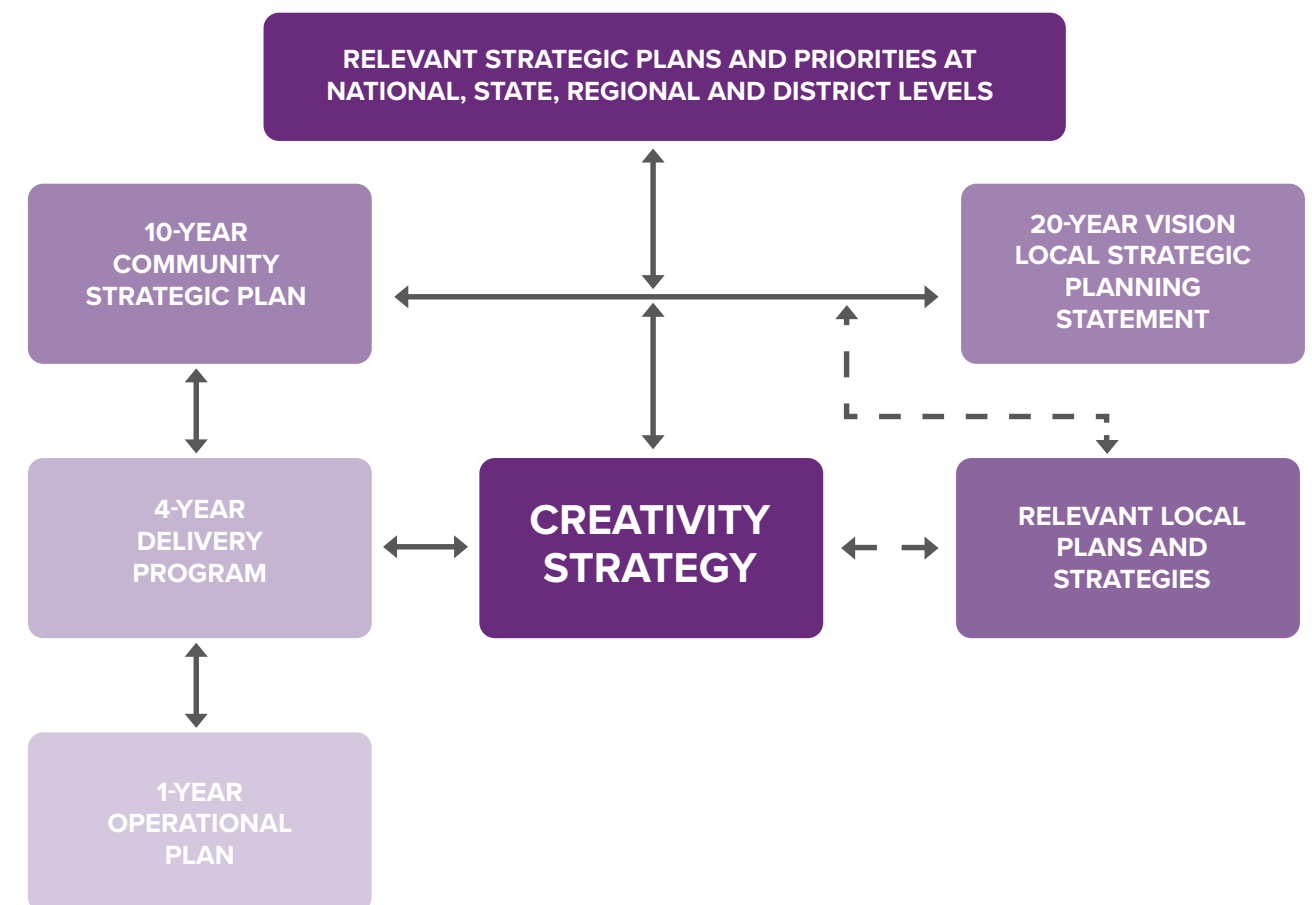 RELEVANT STRATEGIC PLANS AND PRIORITIES AT
NATIONAL, STATE, REGIONAL AND DISTRICT LEVELS
10-YEAR
COMMUNITY
STRATEGIC PLAN
20-YEAR VISION
LOCAL STRATEGIC
PLANNING
STATEMENT
4-YEAR
DELIVERY
PROGRAM
CREATIVITY
STRATEGY
RELEVANT LOCAL
PLANS AND
STRATEGIES
1-YEAR
OPERATIONAL
PLAN